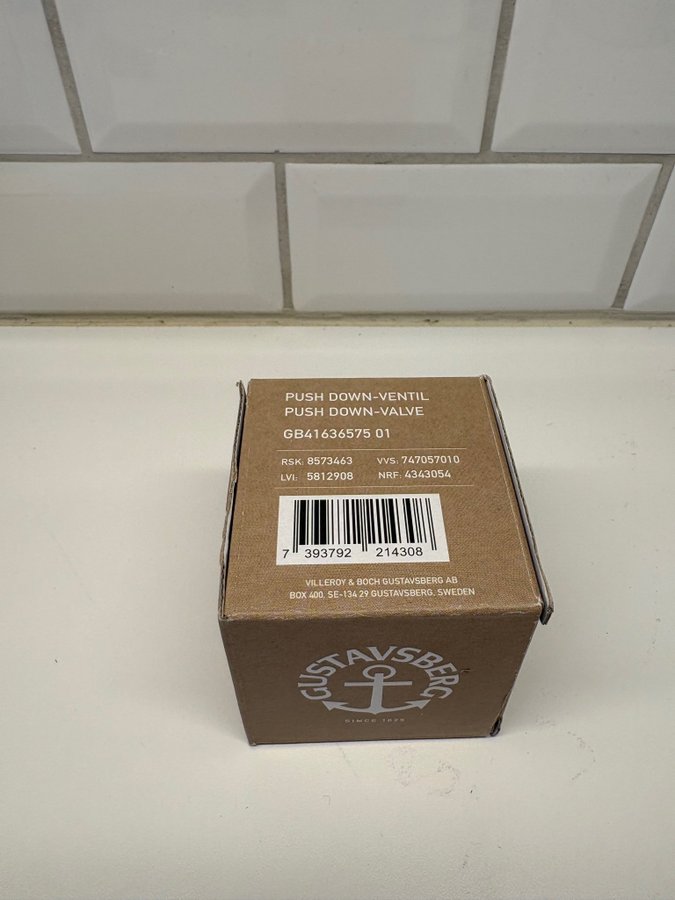 PUSH DOWN-VENTIL
PUSH DOWN-VALVE
GB41636575 01
RSK: 8573463 VVS: 747057010
LVI: 5812908 NRF: 4343054
7 393792 214308
VILLEROY & BOCH GUSTAVSBERG AB
BOX 400, SE-134 29 GUSTAVSBERG, SWEDEN
GUSTAVSBERG
SINCE 1825